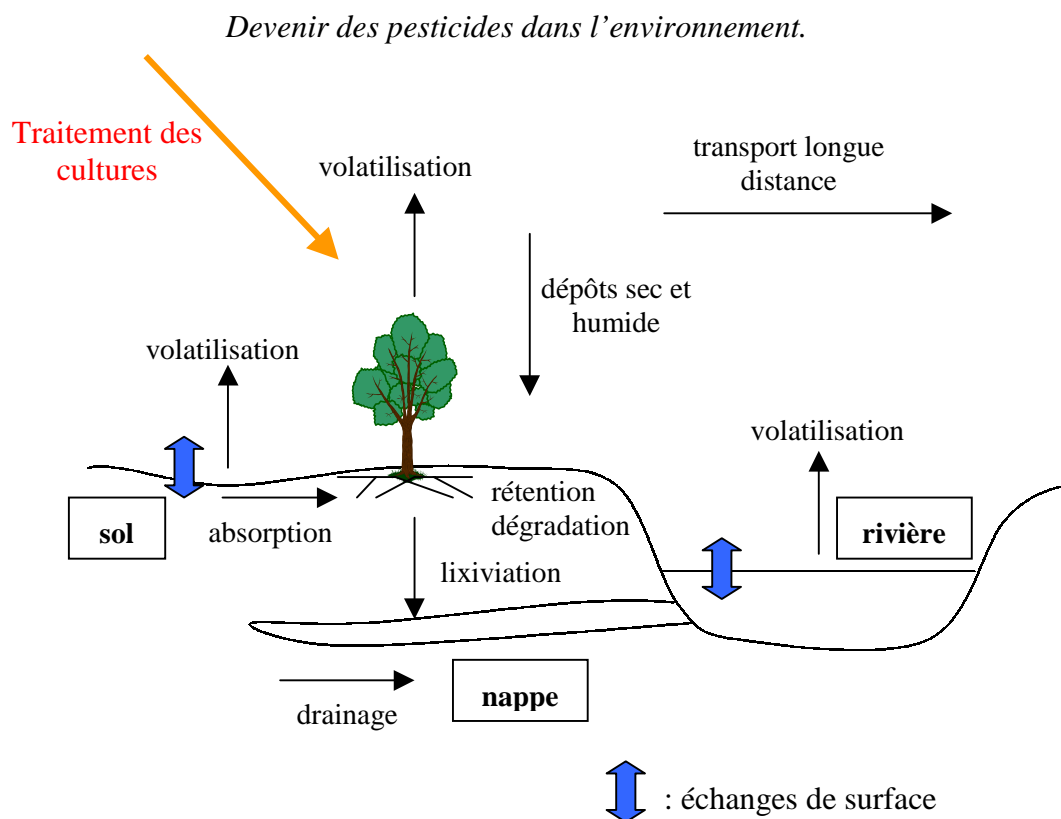 Devenir des pesticides dans l’environnement.
Traitement des
cultures
volatilisation
transport longue
distance
dépôts sec et
humide
volatilisation
volatilisation
sol
absorption
rétention
dégradation
rivière
lixiviation
nappe
drainage
: échanges de surface